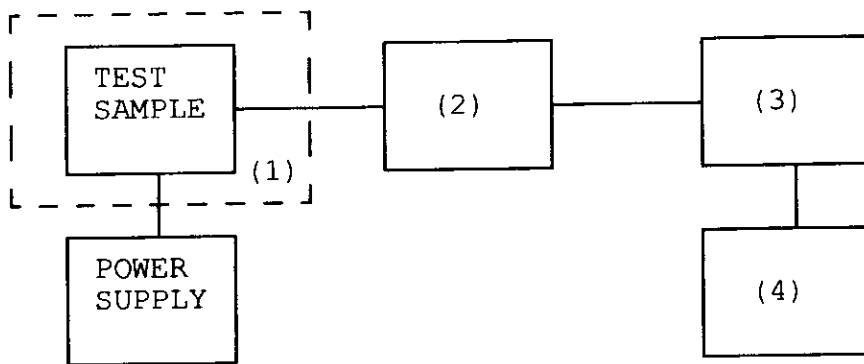 TEST
SAMPLE
(1)
(2)
(3)
POWER
SUPPLY
(4)